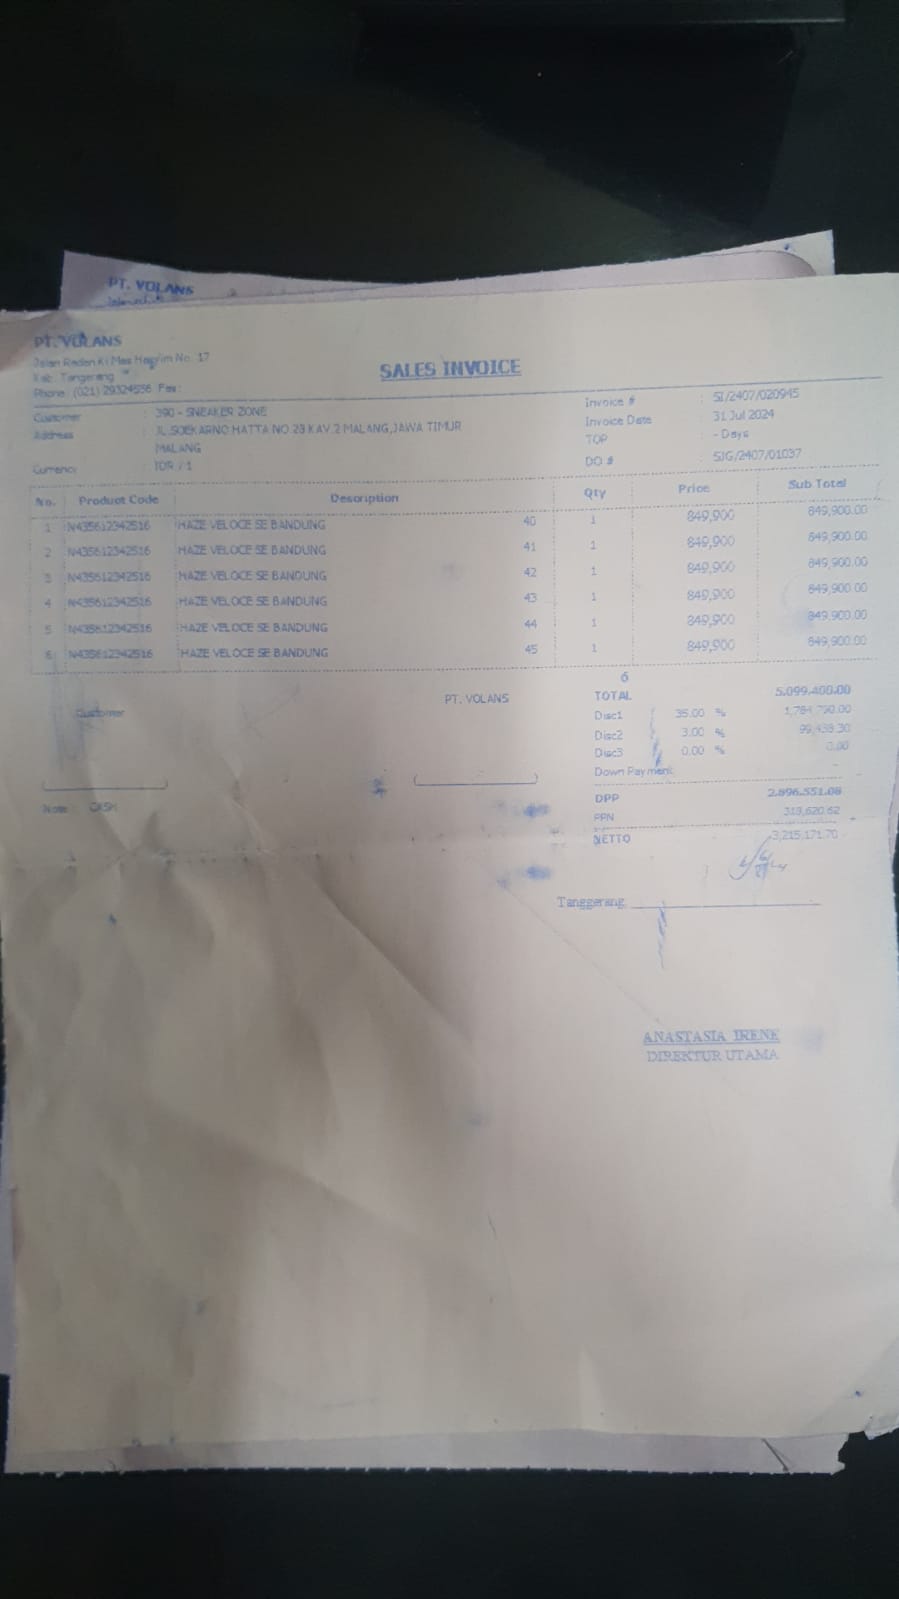 PT. VOLANS
PT. VOLANS
Jalan Raden Ki Mas Hagrim No. 17
Kab. Tangerang
Phone : (021) 29324556 Fax :
SALES INVOICE
Customer : 390 - SNEAKER ZONE
Address : JL.SOEKARNO HATTA NO 28 KAV.2 MALANG,JAWA TIMUR
MALANG
Currency : IDR / 1
Invoice # : SI/2407/020945
Invoice Date : 31 Jul 2024
TOP : - Days
DO # : SJG/2407/01037
No. Product Code Description Qty Price Sub Total
1 N435612342516 HAZE VELOCE SE BANDUNG 40 1 849,900 849,900.00
2 N435612342516 HAZE VELOCE SE BANDUNG 41 1 849,900 849,900.00
3 N435612342516 HAZE VELOCE SE BANDUNG 42 1 849,900 849,900.00
4 N435612342516 HAZE VELOCE SE BANDUNG 43 1 849,900 849,900.00
5 N435612342516 HAZE VELOCE SE BANDUNG 44 1 849,900 849,900.00
6 N435612342516 HAZE VELOCE SE BANDUNG 45 1 849,900 849,900.00
6
TOTAL 5.099.400.00
Disc1 35.00 % 1,784,790.00
Disc2 3.00 % 99,438.30
Disc3 0.00 % 0.00
Down Payment
DPP 2.896.551.08
PPN 318,620.62
NETTO 3,215,171.70
Customer
PT. VOLANS
Note : CASH
Tanggerang,
ANASTASIA IRENE
DIREKTUR UTAMA